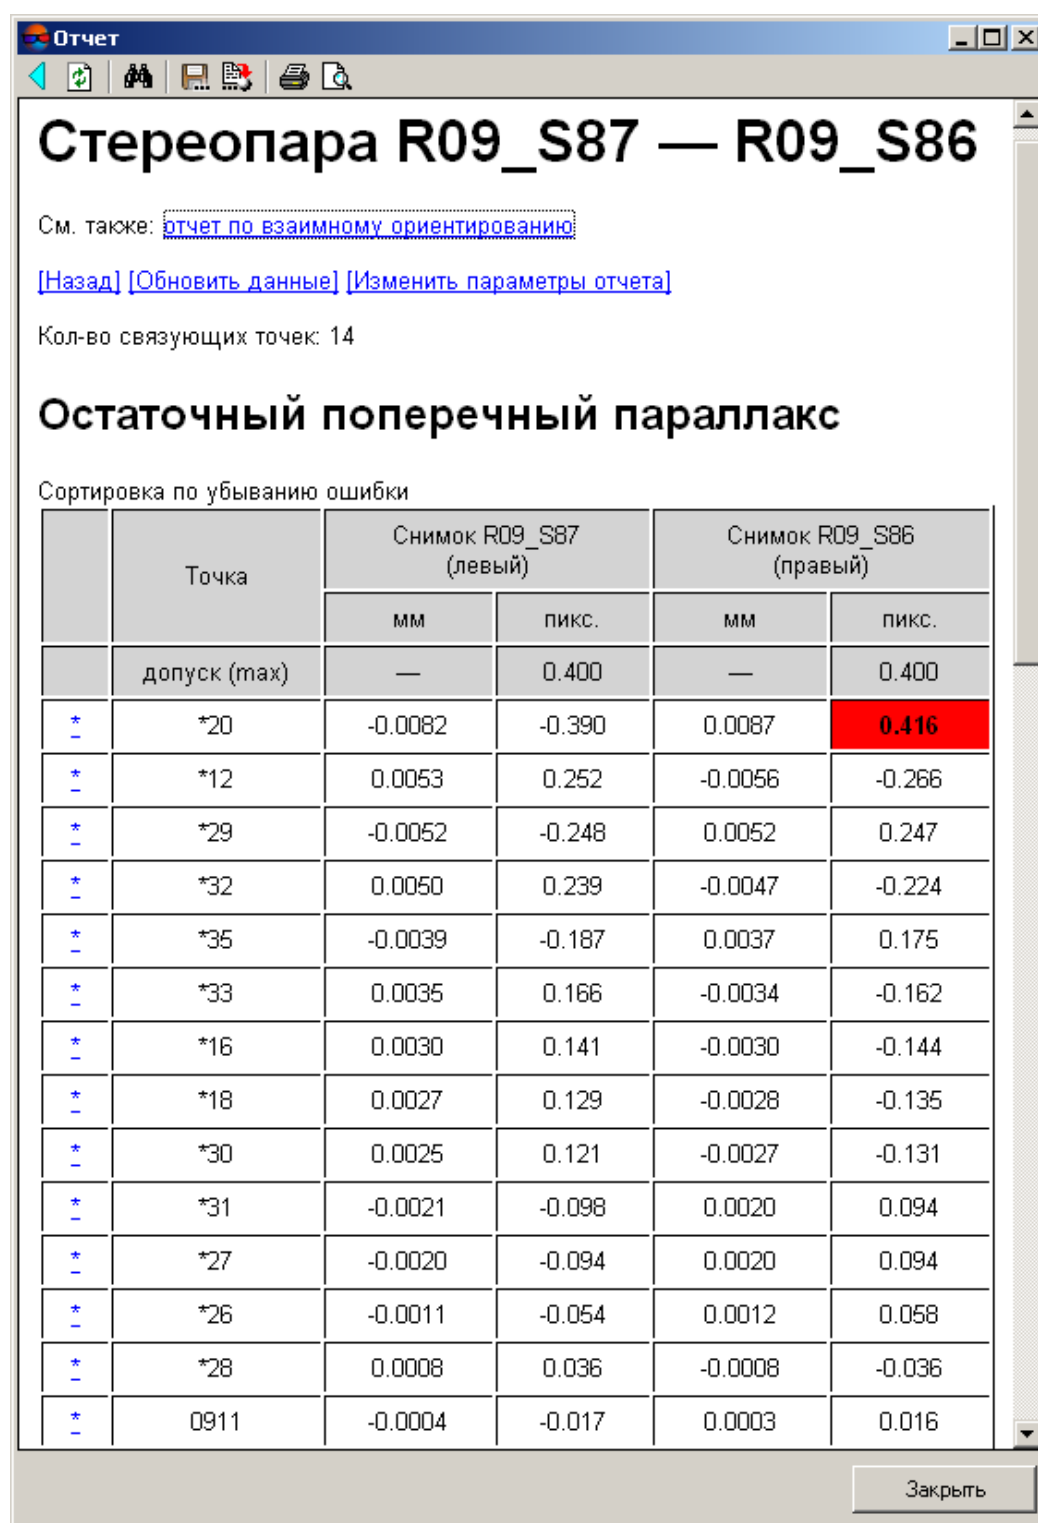 Отчет
Стереопара R09_S87 — R09_S86
См. также: отчет по взаимному ориентированию
[Назад] [Обновить данные] [Изменить параметры отчета]
Кол-во связующих точек: 14
Остаточный поперечный параллакс
Сортировка по убыванию ошибки
Точка Снимок R09_S87 (левый) Снимок R09_S86 (правый)
мм пикс. мм пикс.
допуск (max) — 0.400 — 0.400
* *20 -0.0082 -0.390 0.0087 0.416
* *12 0.0053 0.252 -0.0056 -0.266
* *29 -0.0052 -0.248 0.0052 0.247
* *32 0.0050 0.239 -0.0047 -0.224
* *35 -0.0039 -0.187 0.0037 0.175
* *33 0.0035 0.166 -0.0034 -0.162
* *16 0.0030 0.141 -0.0030 -0.144
* *18 0.0027 0.129 -0.0028 -0.135
* *30 0.0025 0.121 -0.0027 -0.131
* *31 -0.0021 -0.098 0.0020 0.094
* *27 -0.0020 -0.094 0.0020 0.094
* *26 -0.0011 -0.054 0.0012 0.058
* *28 0.0008 0.036 -0.0008 -0.036
* 0911 -0.0004 -0.017 0.0003 0.016
Закрыть